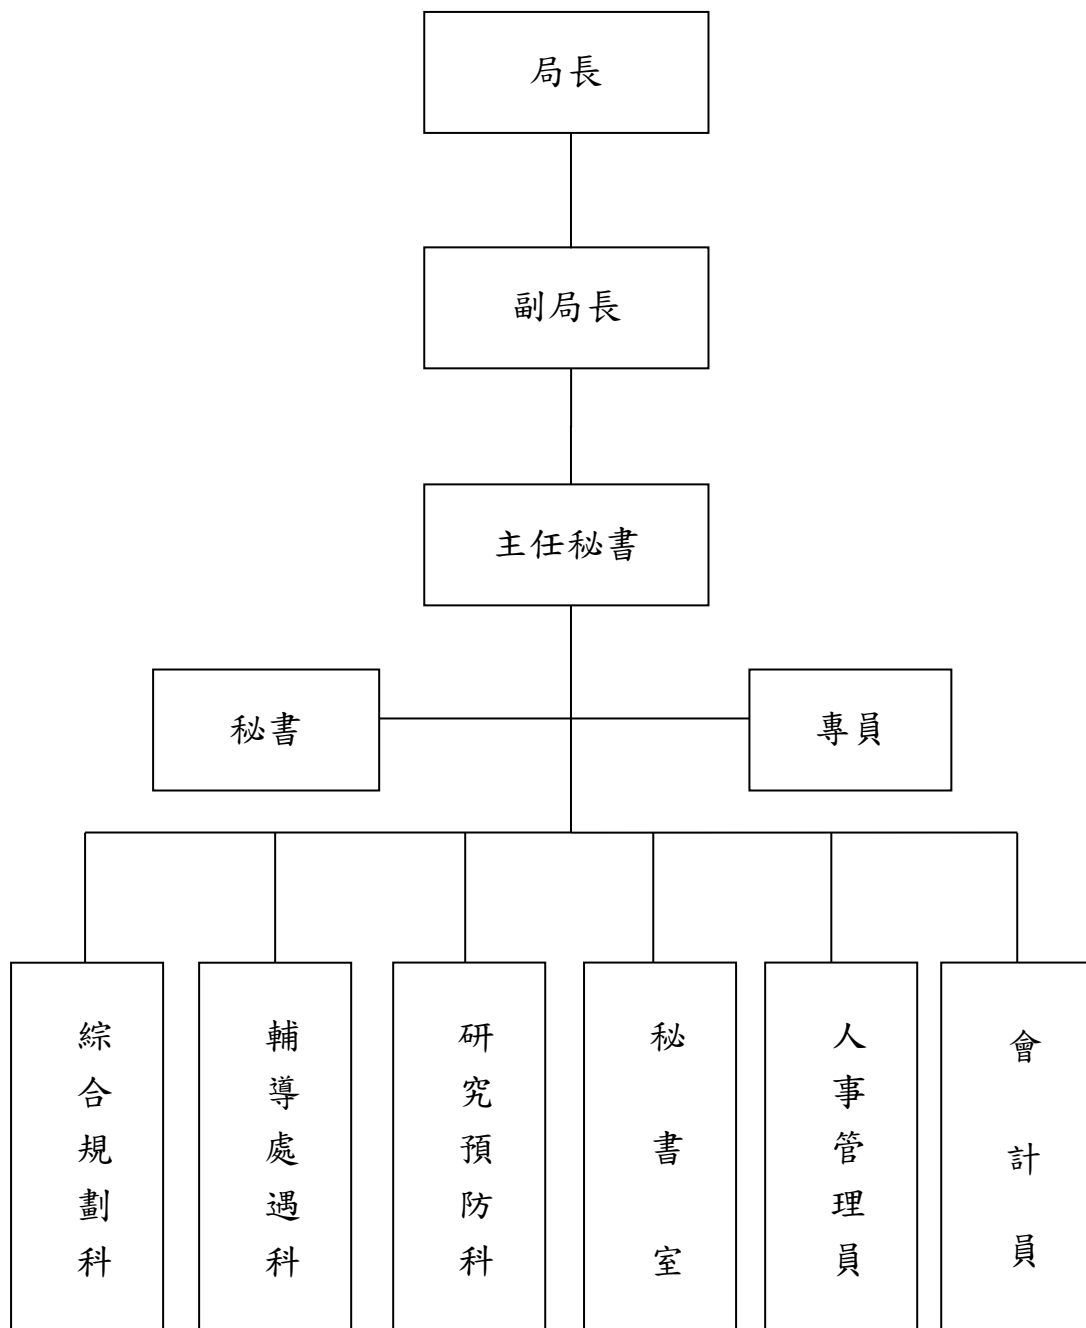 局長
副局長
主任秘書
秘書
專員
綜合規劃科
輔導處遇科
研究預防科
秘書室
人事管理員
會計員